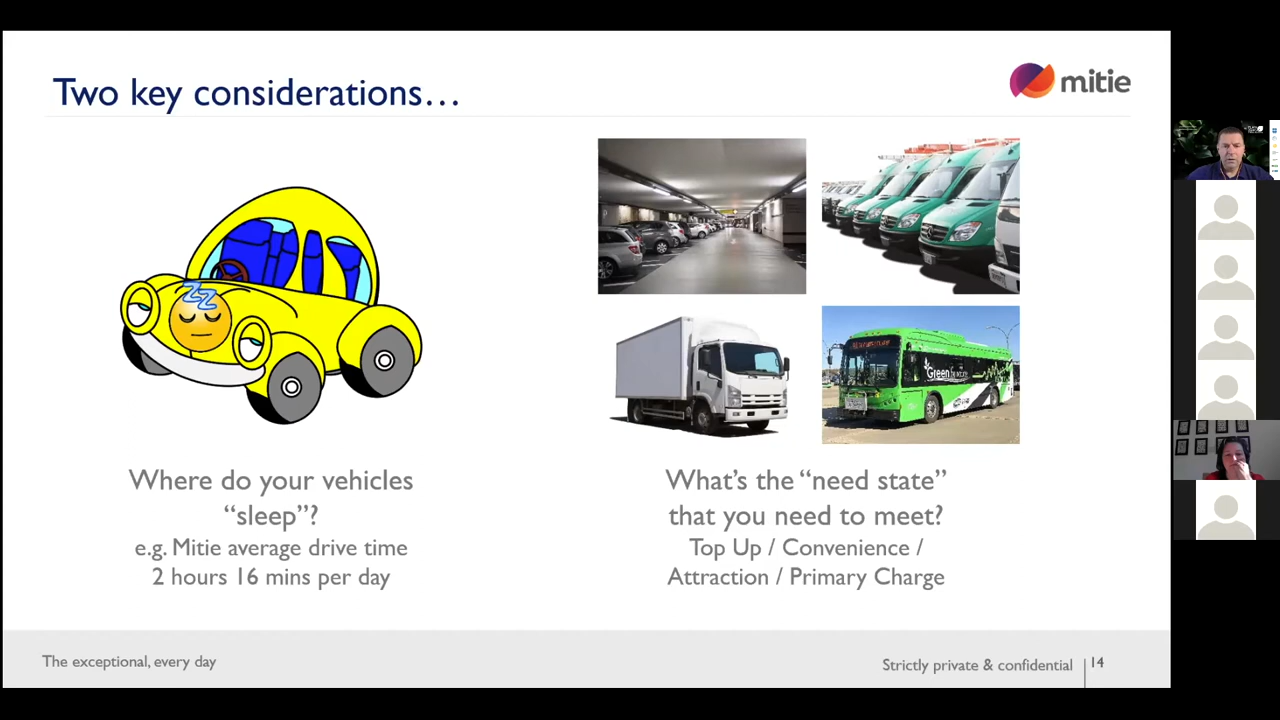 Two key considerations…
mitie
ZZ
Green
Where do your vehicles
“sleep”?
e.g. Mitie average drive time
2 hours 16 mins per day
What’s the “need state”
that you need to meet?
Top Up / Convenience /
Attraction / Primary Charge
The exceptional, every day
Strictly private & confidential
14